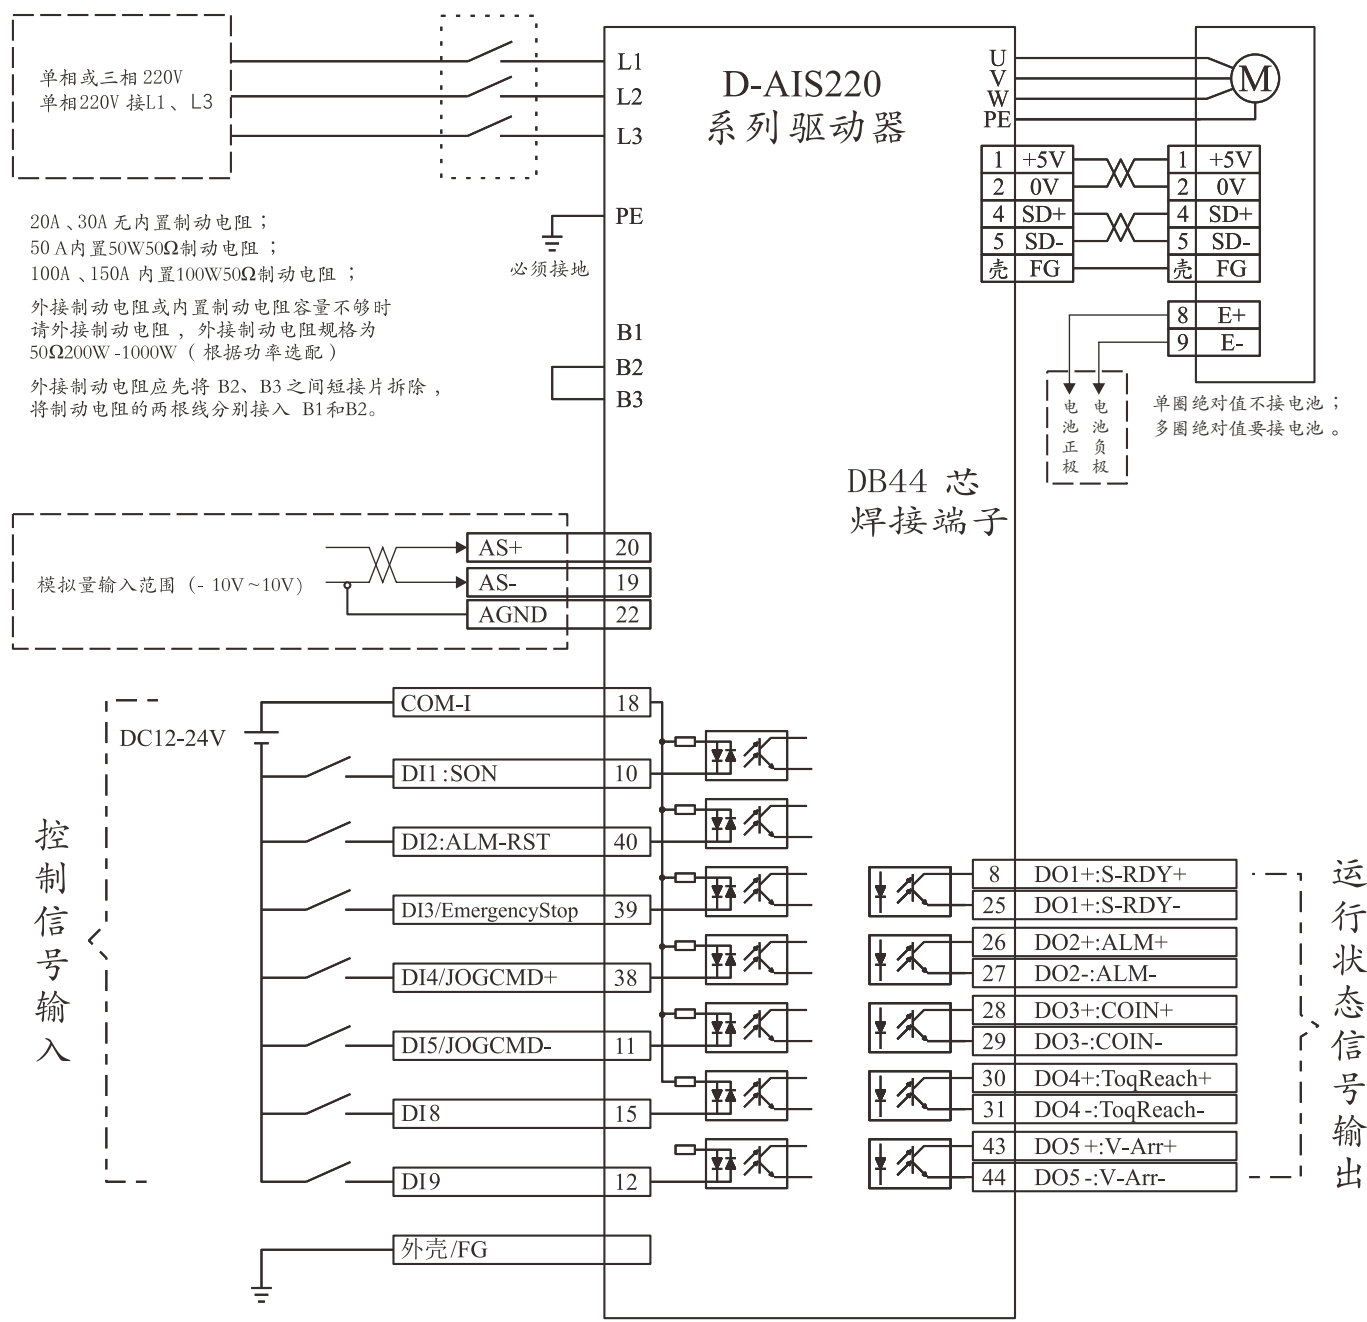 单相或三相 220V
单相220V 接L1 、L3
L1
L2
L3
D-AIS220
系列驱动器
U
V
W
PE
M
1 +5V
2 0V
4 SD+
5 SD-
壳 FG
1 +5V
2 0V
4 SD+
5 SD-
壳 FG
8 E+
9 E-
电池正极
电池负极
单圈绝对值不接电池；
多圈绝对值要接电池。
20A 、30A 无内置制动电阻；
50 A内置50W50Ω制动电阻；
100A 、150A 内置100W50Ω制动电阻；
外接制动电阻或内置制动电阻容量不够时
请外接制动电阻，外接制动电阻规格为
50Ω200W -1000W（根据功率选配）
外接制动电阻应先将 B2、B3 之间短接片拆除，
将制动电阻的两根线分别接入 B1和B2。
PE
必须接地
B1
B2
B3
DB44 芯
焊接端子
模拟量输入范围（- 10V～10V）
AS+ 20
AS- 19
AGND 22
控制信号输入
DC12-24V
COM-I 18
DI1:SON 10
DI2:ALM-RST 40
DI3/EmergencyStop 39
DI4/JOGCMD+ 38
DI5/JOGCMD- 11
DI8 15
DI9 12
外壳/FG
8 DO1+:S-RDY+
25 DO1+:S-RDY-
26 DO2+:ALM+
27 DO2-:ALM-
28 DO3+:COIN+
29 DO3-:COIN-
30 DO4+:ToqReach+
31 DO4-:ToqReach-
43 DO5+:V-Arr+
44 DO5-:V-Arr-
运行状态信号输出